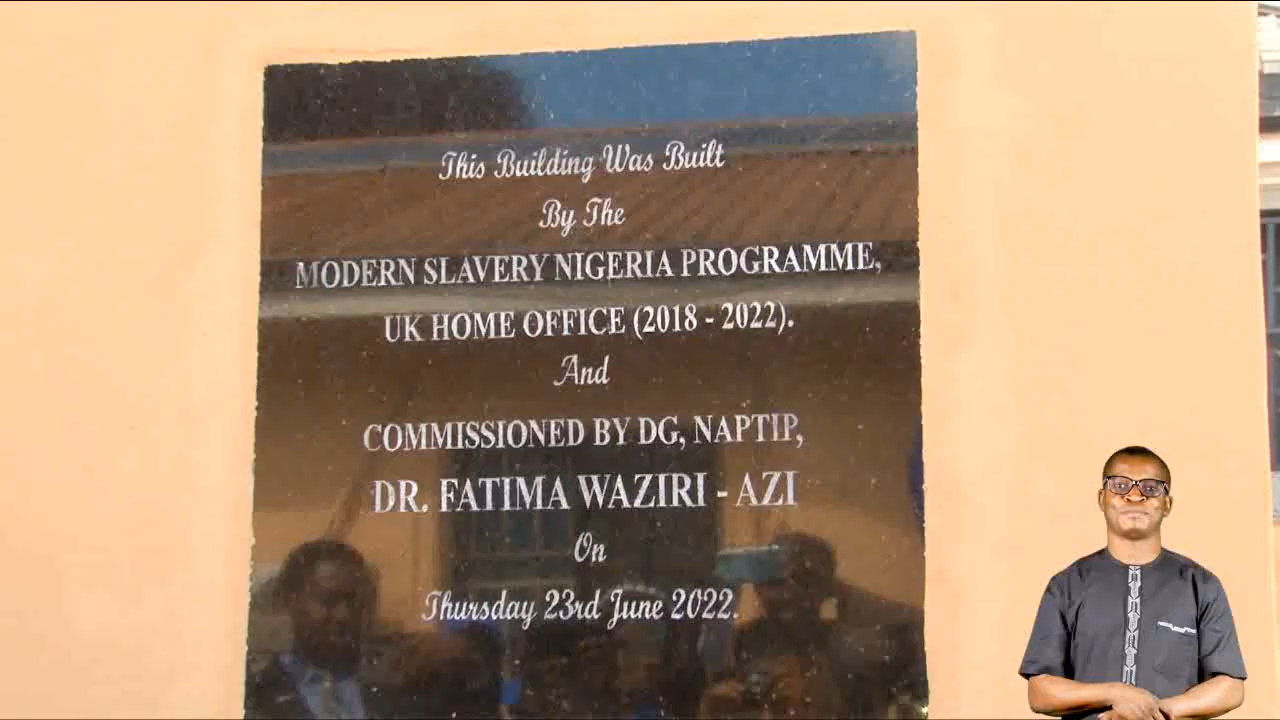 This Building Was Built
By The
MODERN SLAVERY NIGERIA PROGRAMME,
UK HOME OFFICE (2018 - 2022).
And
COMMISSIONED BY DG, NAPTIP,
DR. FATIMA WAZIRI - AZI
On
Thursday 23rd June 2022.